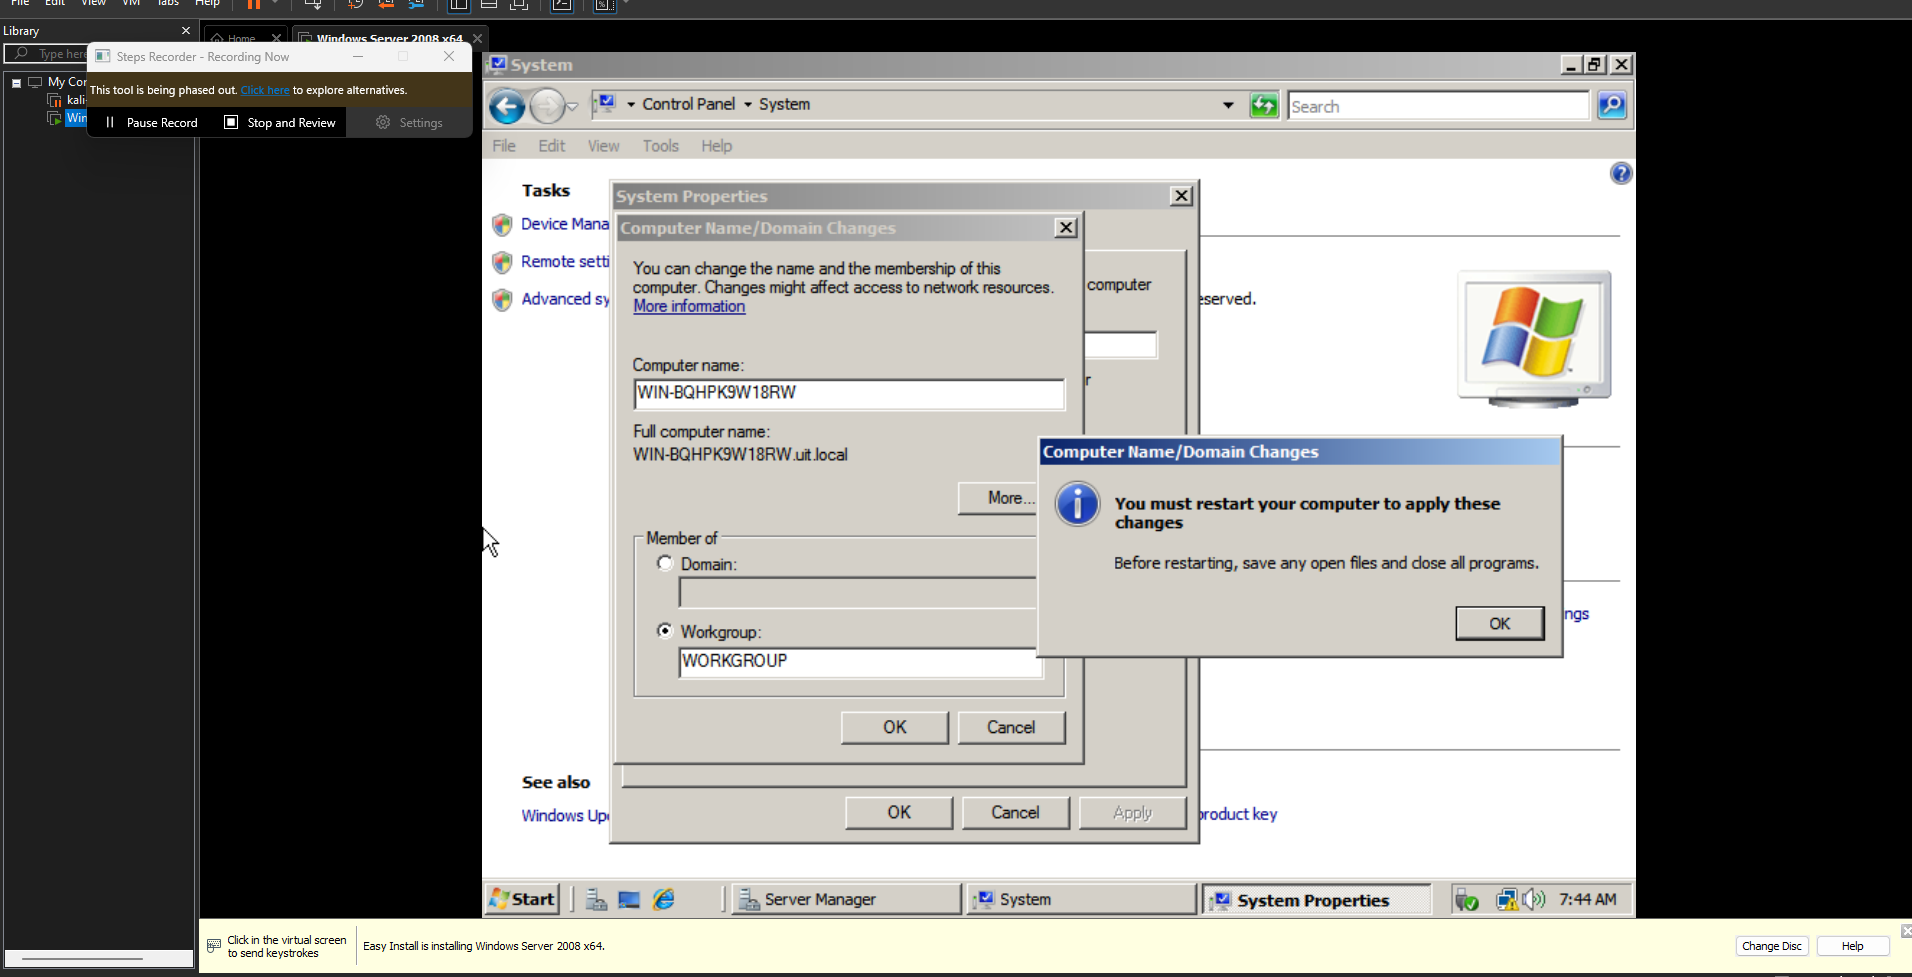 File Edit View VM Tabs Help
Library
Type here
My Con
kali-
Win
Home
Windows Server 2008 x64
Steps Recorder - Recording Now
This tool is being phased out. Click here to explore alternatives.
Pause Record Stop and Review Settings
System
Control Panel System
Search
File Edit View Tools Help
Tasks
Device Mana
Remote setti
Advanced sy
System Properties
Computer Name/Domain Changes
You can change the name and the membership of this
computer. Changes might affect access to network resources.
More information
computer
eserved.
Computer name:
WIN-BQHPK9W18RW
r
Full computer name:
WIN-BQHPK9W18RW.uit.local
More...
Member of
Domain:
Workgroup:
WORKGROUP
OK Cancel
Computer Name/Domain Changes
You must restart your computer to apply these
changes
Before restarting, save any open files and close all programs.
OK
ngs
See also
Windows Upd
OK Cancel Apply
product key
Start Server Manager System System Properties 7:44 AM
Click in the virtual screen
to send keystrokes
Easy Install is installing Windows Server 2008 x64.
Change Disc Help